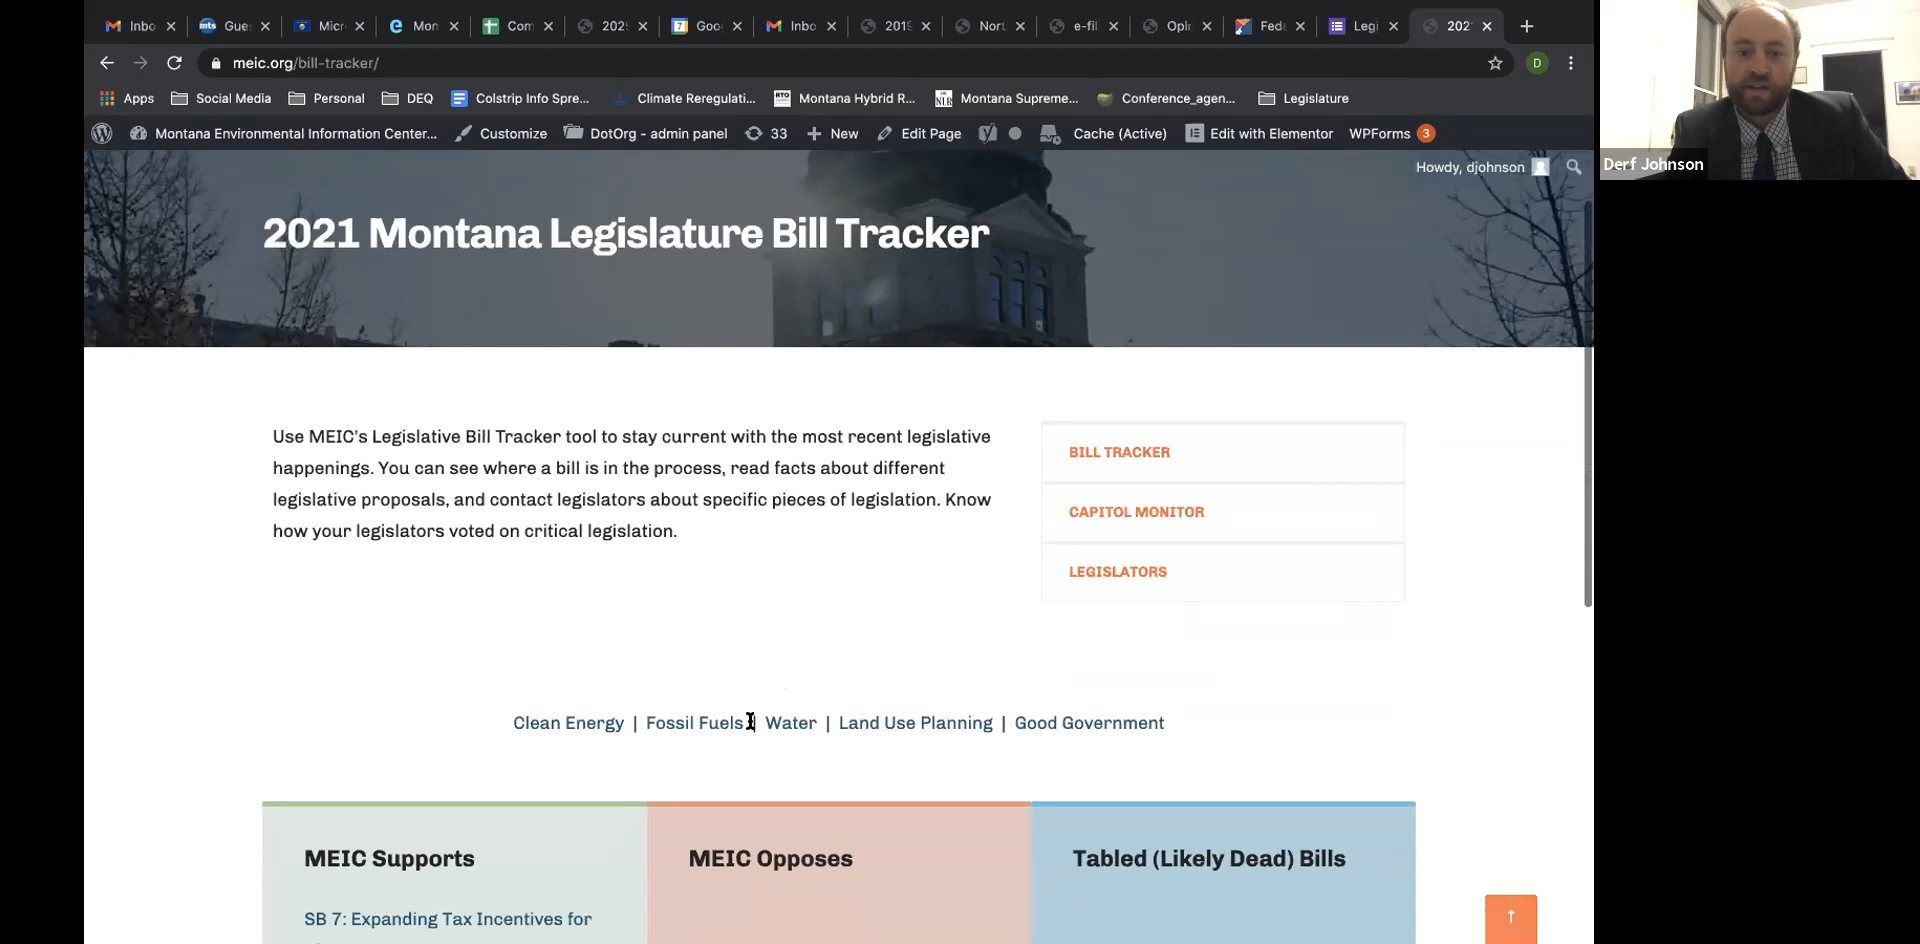 Inbo
Gue
Micr
Mon
Com
202
Goo
Inbo
2019
Nort
e-fil
Opi
Fede
Legi
202
meic.org/bill-tracker/
D
Apps
Social Media
Personal
DEQ
Colstrip Info Spre...
Climate Reregulati...
Montana Hybrid R...
Montana Supreme...
Conference_agen...
Legislature
Montana Environmental Information Center...
Customize
DotOrg - admin panel
33
New
Edit Page
Cache (Active)
Edit with Elementor
WPForms 3
Howdy, djohnson
Derf Johnson
2021 Montana Legislature Bill Tracker
Use MEIC's Legislative Bill Tracker tool to stay current with the most recent legislative
happenings. You can see where a bill is in the process, read facts about different
legislative proposals, and contact legislators about specific pieces of legislation. Know
how your legislators voted on critical legislation.
BILL TRACKER
CAPITOL MONITOR
LEGISLATORS
Clean Energy | Fossil Fuels | Water | Land Use Planning | Good Government
MEIC Supports
SB 7: Expanding Tax Incentives for
MEIC Opposes
Tabled (Likely Dead) Bills